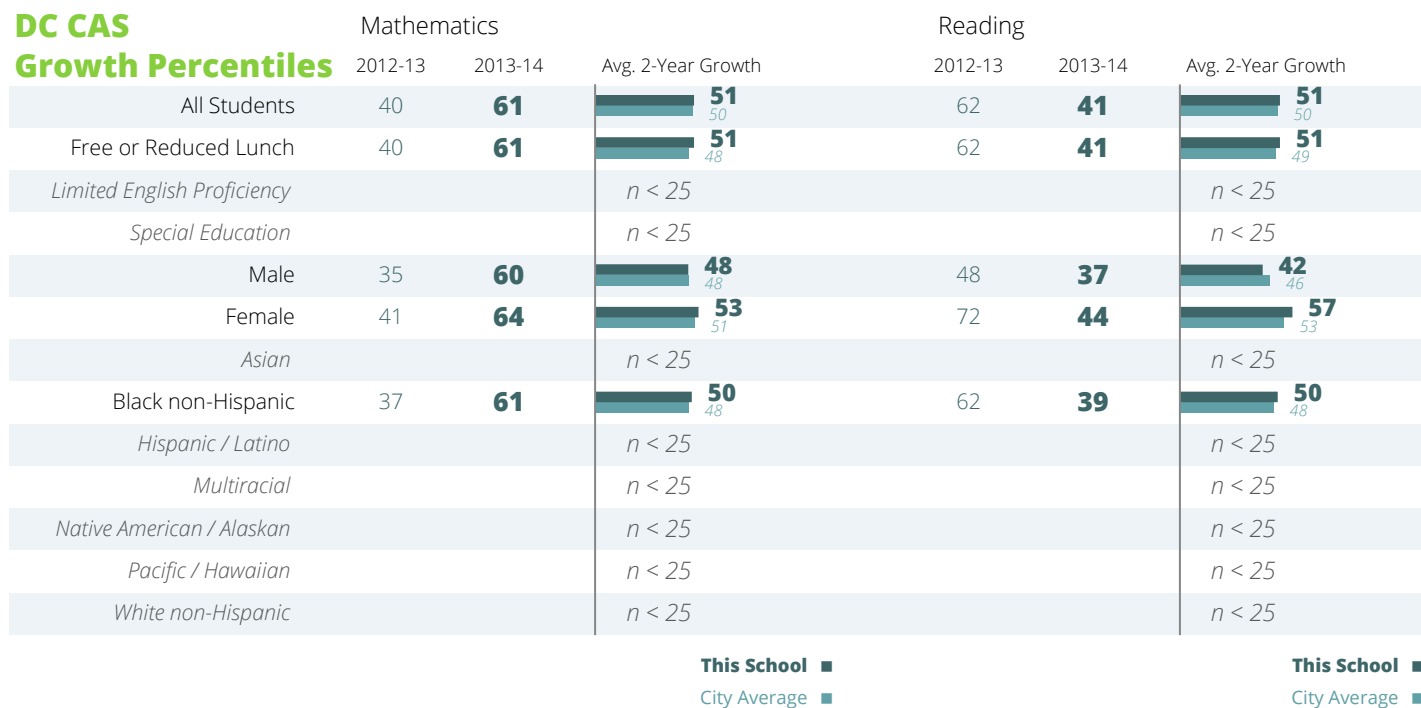 DC CAS
Growth Percentiles
Mathematics Reading
2012-13 2013-14 Avg. 2-Year Growth 2012-13 2013-14 Avg. 2-Year Growth
All Students 40 61 51 50 62 41 51 50
Free or Reduced Lunch 40 61 51 48 62 41 51 49
Limited English Proficiency n < 25 n < 25
Special Education n < 25 n < 25
Male 35 60 48 48 48 37 42 46
Female 41 64 53 51 72 44 57 53
Asian n < 25 n < 25
Black non-Hispanic 37 61 50 48 62 39 50 48
Hispanic / Latino n < 25 n < 25
Multiracial n < 25 n < 25
Native American / Alaskan n < 25 n < 25
Pacific / Hawaiian n < 25 n < 25
White non-Hispanic n < 25 n < 25
This School This School
City Average City Average